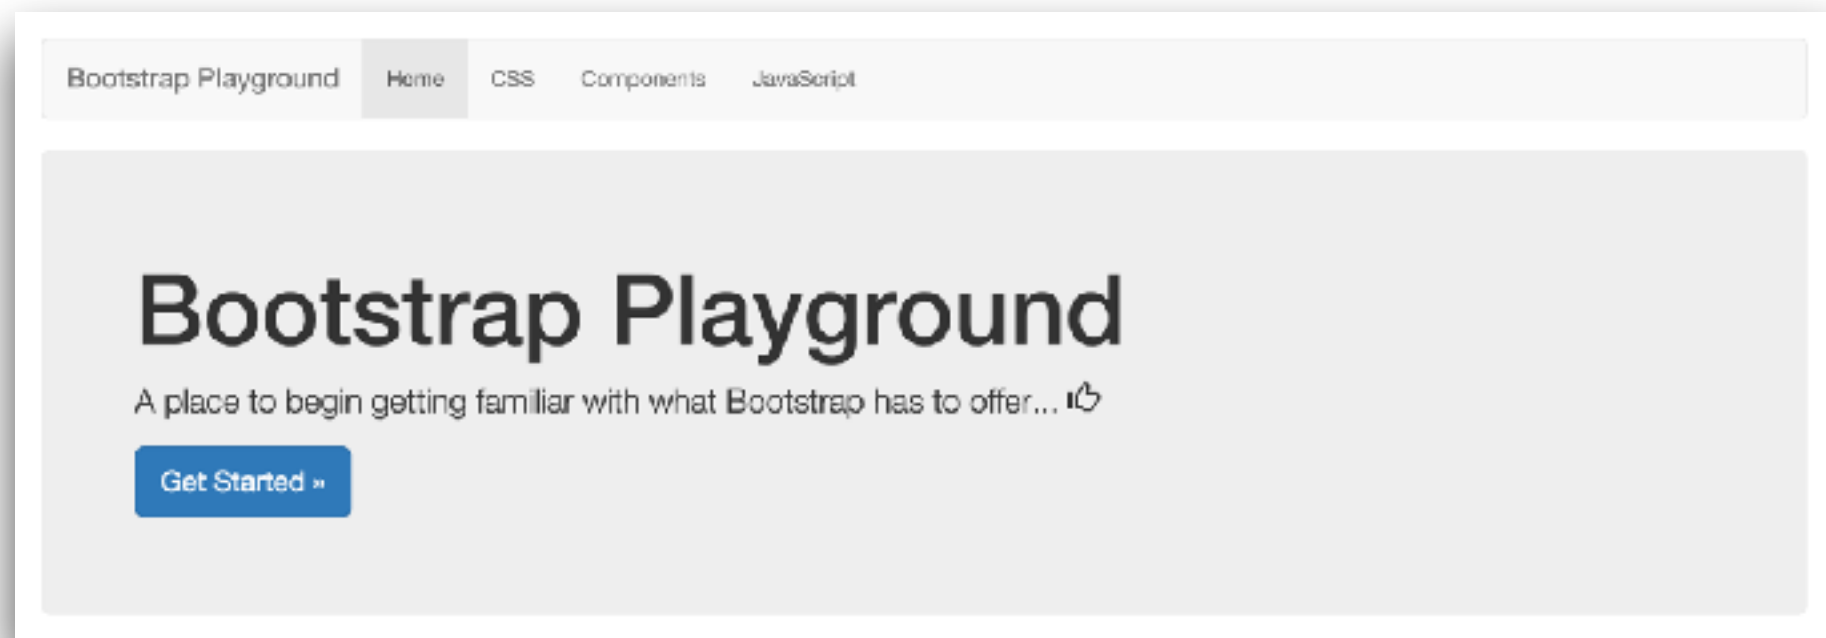 Bootstrap Playground Home CSS Components JavaScript
Bootstrap Playground
A place to begin getting familiar with what Bootstrap has to offer...
Get Started »